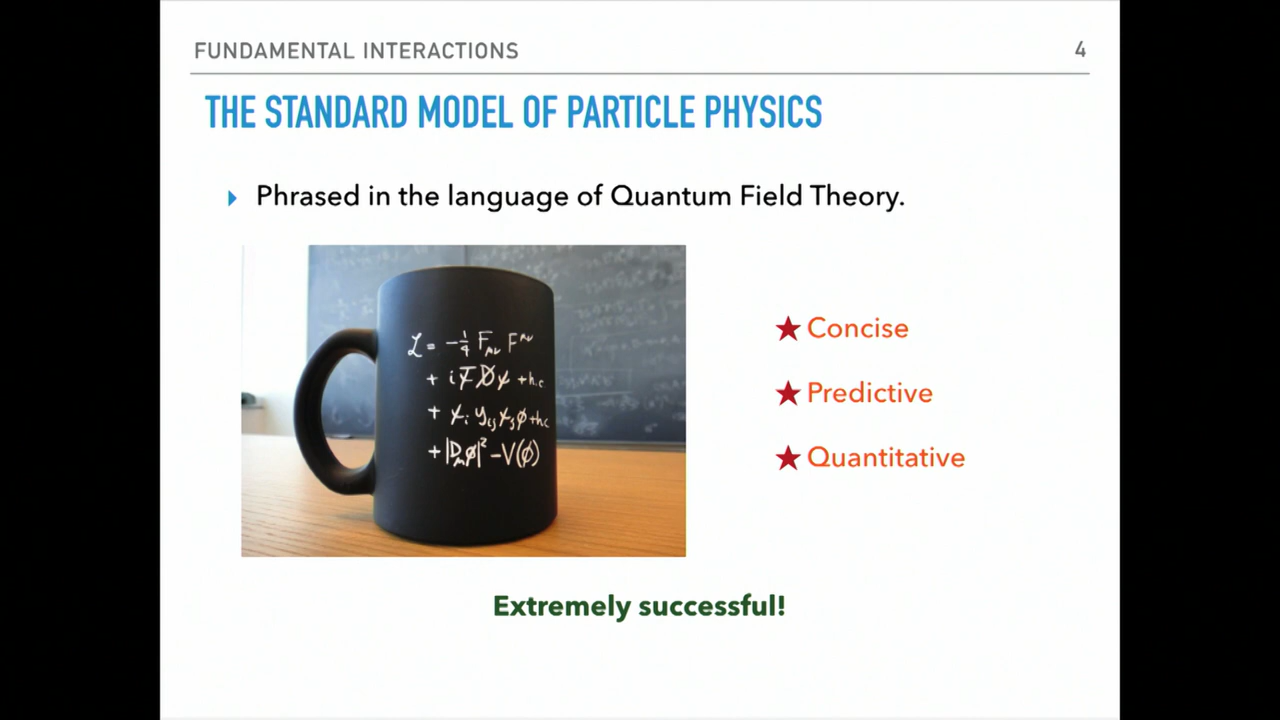 FUNDAMENTAL INTERACTIONS 4
THE STANDARD MODEL OF PARTICLE PHYSICS
Phrased in the language of Quantum Field Theory.
ℒ = -¼ F_μν F^μν
+ iψ̄D̸ψ + h.c.
+ ψ_i y_ij ψ_j φ + h.c.
+ |D_μ φ|² - V(φ)
★ Concise
★ Predictive
★ Quantitative
Extremely successful!